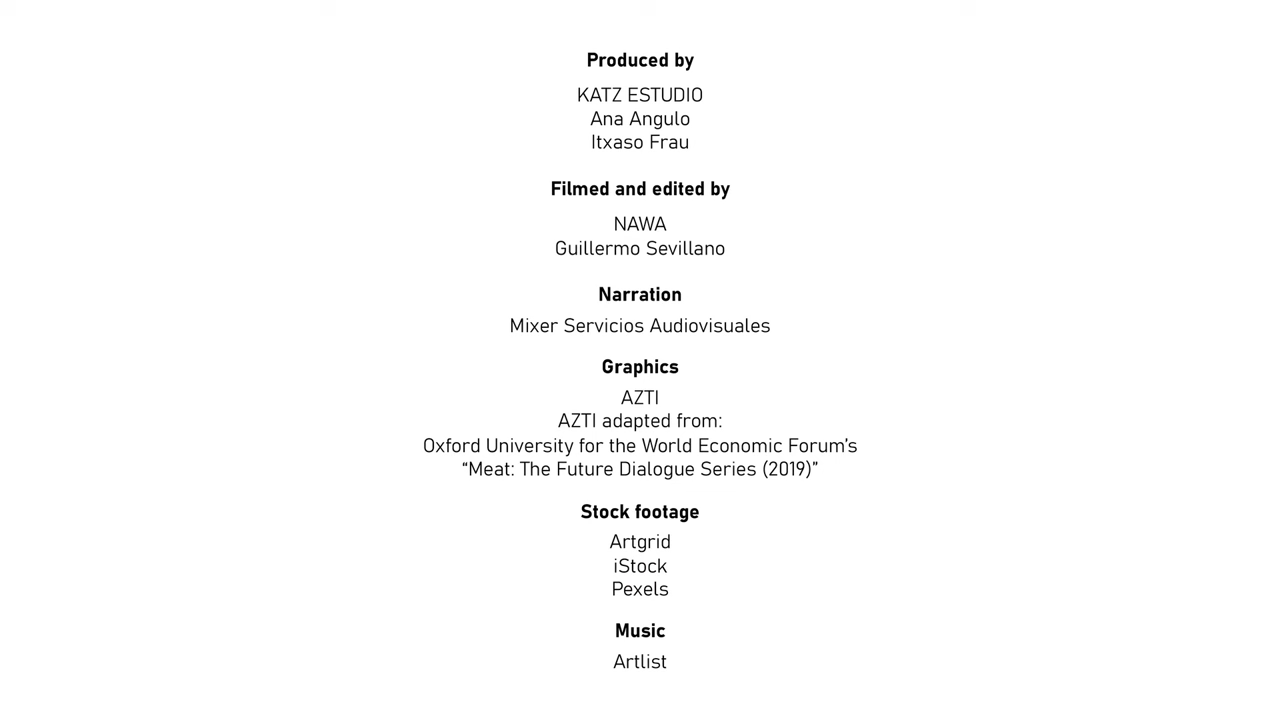 Produced by
KATZ ESTUDIO
Ana Angulo
Itxaso Frau
Filmed and edited by
NAWA
Guillermo Sevillano
Narration
Mixer Servicios Audiovisuales
Graphics
AZTI
AZTI adapted from:
Oxford University for the World Economic Forum's
“Meat: The Future Dialogue Series (2019)”
Stock footage
Artgrid
iStock
Pexels
Music
Artlist